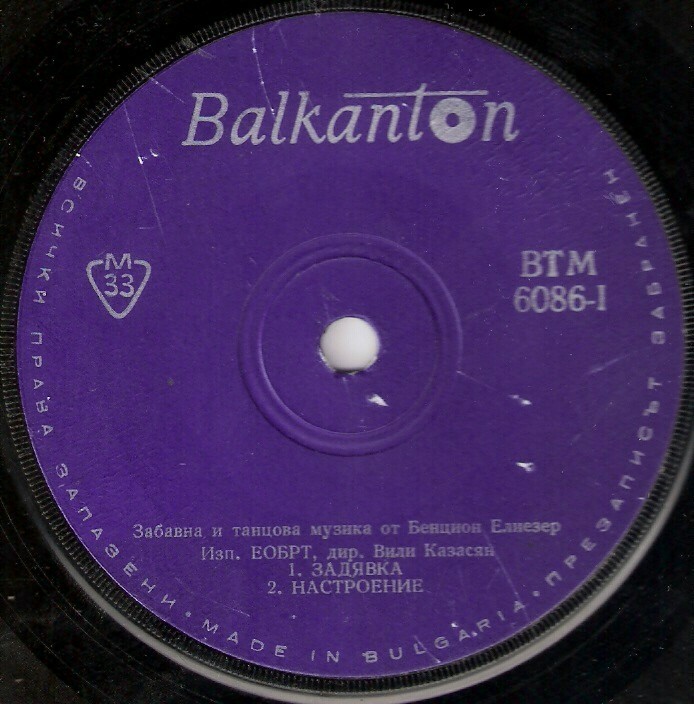 Balkanton
М
33
ВТМ
6086-I
Забавна и танцова музика от Бенцион Елиезер
Изп. ЕОБРТ, дир. Вили Казасян
1. ЗАДЯВКА
2. НАСТРОЕНИЕ
ВСИЧКИ ПРАВА ЗАПАЗЕНИ · MADE IN BULGARIA · ПРЕЗАПИСЪТ ЗАБРАНЕН